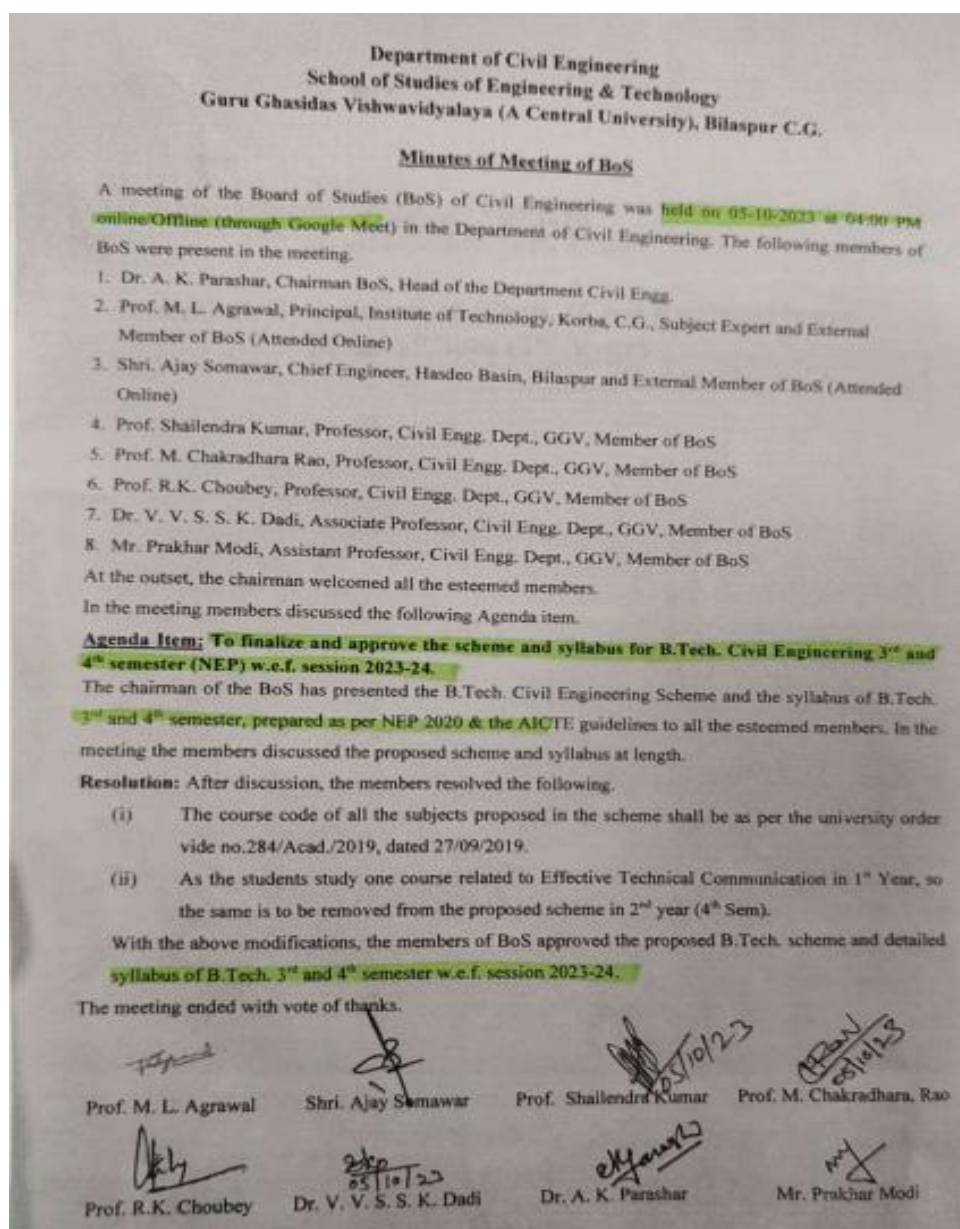 Department of Civil Engineering
School of Studies of Engineering & Technology
Guru Ghasidas Vishwavidyalaya (A Central University), Bilaspur C.G.
Minutes of Meeting of BoS
A meeting of the Board of Studies (BoS) of Civil Engineering was held on 05-10-2023 at 04:00 PM
online/Offline (through Google Meet) in the Department of Civil Engineering. The following members of
BoS were present in the meeting.
1. Dr. A. K. Parashar, Chairman BoS, Head of the Department Civil Engg.
2. Prof. M. L. Agrawal, Principal, Institute of Technology, Korba, C.G., Subject Expert and External
Member of BoS (Attended Online)
3. Shri. Ajay Somawar, Chief Engineer, Hasdeo Basin, Bilaspur and External Member of BoS (Attended
Online)
4. Prof. Shailendra Kumar, Professor, Civil Engg. Dept., GGV, Member of BoS
5. Prof. M. Chakradhara Rao, Professor, Civil Engg. Dept., GGV, Member of BoS
6. Prof. R.K. Choubey, Professor, Civil Engg. Dept., GGV, Member of BoS
7. Dr. V. V. S. S. K. Dadi, Associate Professor, Civil Engg. Dept., GGV, Member of BoS
8. Mr. Prakhar Modi, Assistant Professor, Civil Engg. Dept., GGV, Member of BoS
At the outset, the chairman welcomed all the esteemed members.
In the meeting members discussed the following Agenda item.
Agenda Item: To finalize and approve the scheme and syllabus for B.Tech. Civil Engineering 3rd and
4th semester (NEP) w.e.f. session 2023-24.
The chairman of the BoS has presented the B.Tech. Civil Engineering Scheme and the syllabus of B.Tech.
3rd and 4th semester, prepared as per NEP 2020 & the AICTE guidelines to all the esteemed members. In the
meeting the members discussed the proposed scheme and syllabus at length.
Resolution: After discussion, the members resolved the following.
(i) The course code of all the subjects proposed in the scheme shall be as per the university order
vide no.284/Acad./2019, dated 27/09/2019.
(ii) As the students study one course related to Effective Technical Communication in 1st Year, so
the same is to be removed from the proposed scheme in 2nd year (4th Sem).
With the above modifications, the members of BoS approved the proposed B.Tech. scheme and detailed
syllabus of B.Tech. 3rd and 4th semester w.e.f. session 2023-24.
The meeting ended with vote of thanks.
05/10/23 05/10/23
Prof. M. L. Agrawal Shri. Ajay Somawar Prof. Shailendra Kumar Prof. M. Chakradhara, Rao
05/10/23
Prof. R.K. Choubey Dr. V. V. S. S. K. Dadi Dr. A. K. Parashar Mr. Prakhar Modi